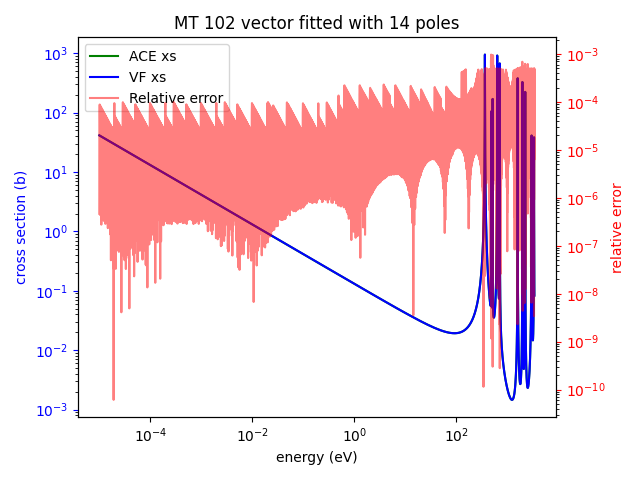 MT 102 vector fitted with 14 poles
ACE xs
VF xs
Relative error
cross section (b)
10^3
10^2
10^1
10^0
10^-1
10^-2
10^-3
10^-3
10^-4
10^-5
10^-6
10^-7
10^-8
10^-9
10^-10
relative error
10^-4
10^-2
10^0
10^2
energy (eV)